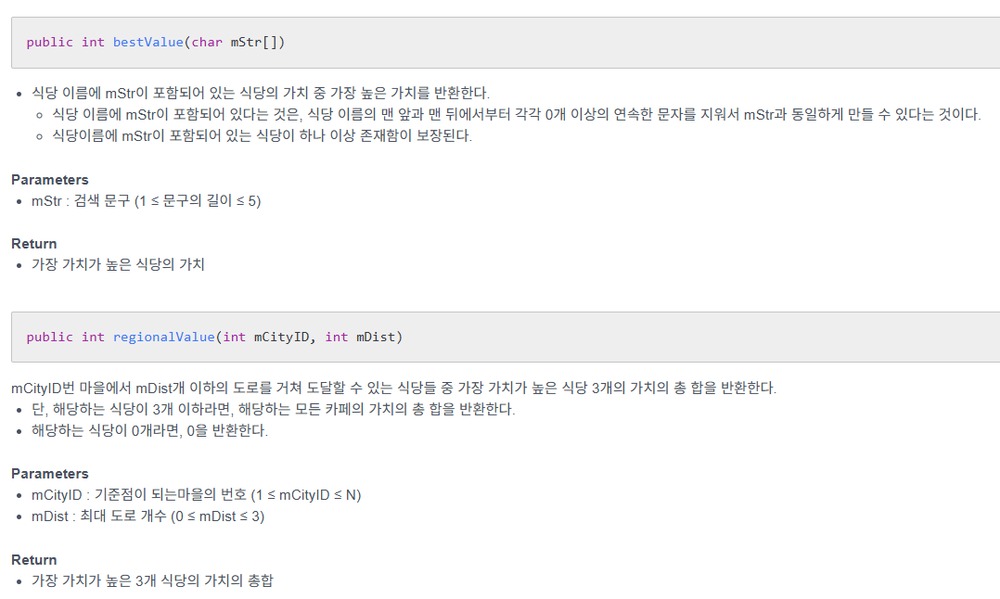 public int bestValue(char mStr[])
식당 이름에 mStr이 포함되어 있는 식당의 가치 중 가장 높은 가치를 반환한다.
식당 이름에 mStr이 포함되어 있다는 것은, 식당 이름의 맨 앞과 맨 뒤에서부터 각각 0개 이상의 연속한 문자를 지워서 mStr과 동일하게 만들 수 있다는 것이다.
식당이름에 mStr이 포함되어 있는 식당이 하나 이상 존재함이 보장된다.
Parameters
mStr : 검색 문구 (1 ≤ 문구의 길이 ≤ 5)
Return
가장 가치가 높은 식당의 가치
public int regionalValue(int mCityID, int mDist)
mCityID번 마을에서 mDist개 이하의 도로를 거쳐 도달할 수 있는 식당들 중 가장 가치가 높은 식당 3개의 가치의 총 합을 반환한다.
단, 해당하는 식당이 3개 이하라면, 해당하는 모든 카페의 가치의 총 합을 반환한다.
해당하는 식당이 0개라면, 0을 반환한다.
Parameters
mCityID : 기준점이 되는마을의 번호 (1 ≤ mCityID ≤ N)
mDist : 최대 도로 개수 (0 ≤ mDist ≤ 3)
Return
가장 가치가 높은 3개 식당의 가치의 총합